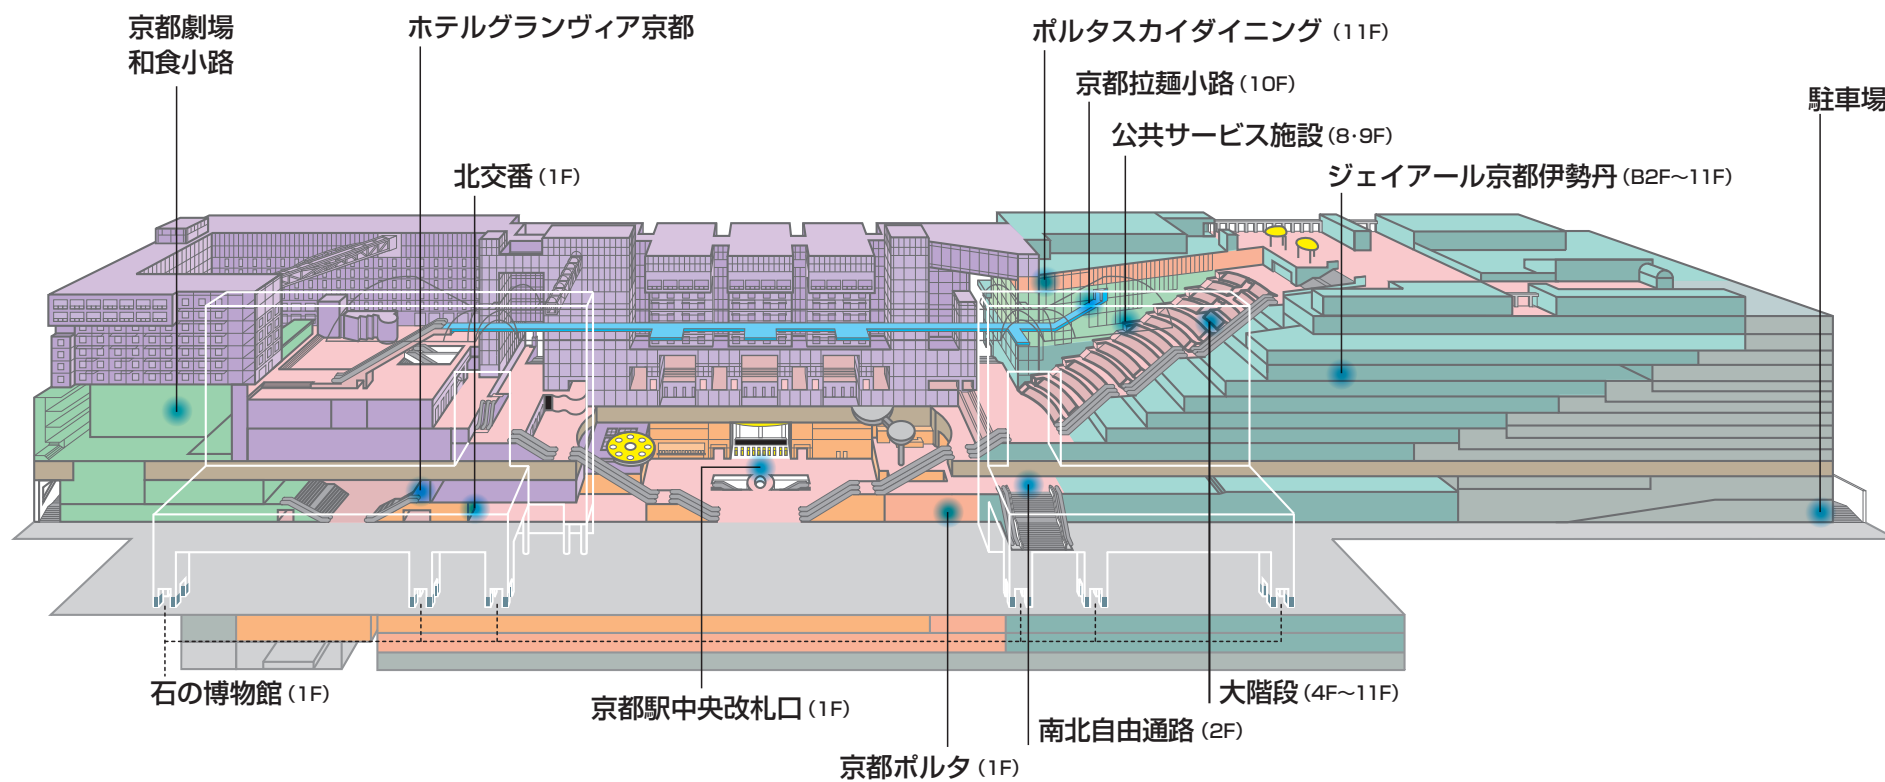 京都劇場
和食小路
ホテルグランヴィア京都
ポルタスカイダイニング (11F)
京都拉麺小路 (10F)
駐車場
公共サービス施設 (8・9F)
北交番 (1F)
ジェイアール京都伊勢丹 (B2F～11F)
石の博物館 (1F)
京都駅中央改札口 (1F)
大階段 (4F～11F)
南北自由通路 (2F)
京都ポルタ (1F)